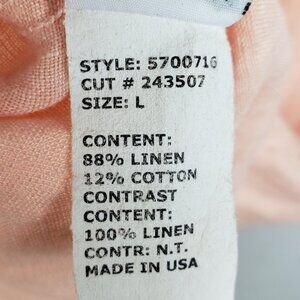 STYLE: 5700716
CUT # 243507
SIZE: L
CONTENT:
88% LINEN
12% COTTON
CONTRAST
CONTENT:
100% LINEN
CONTR: N.T.
MADE IN USA